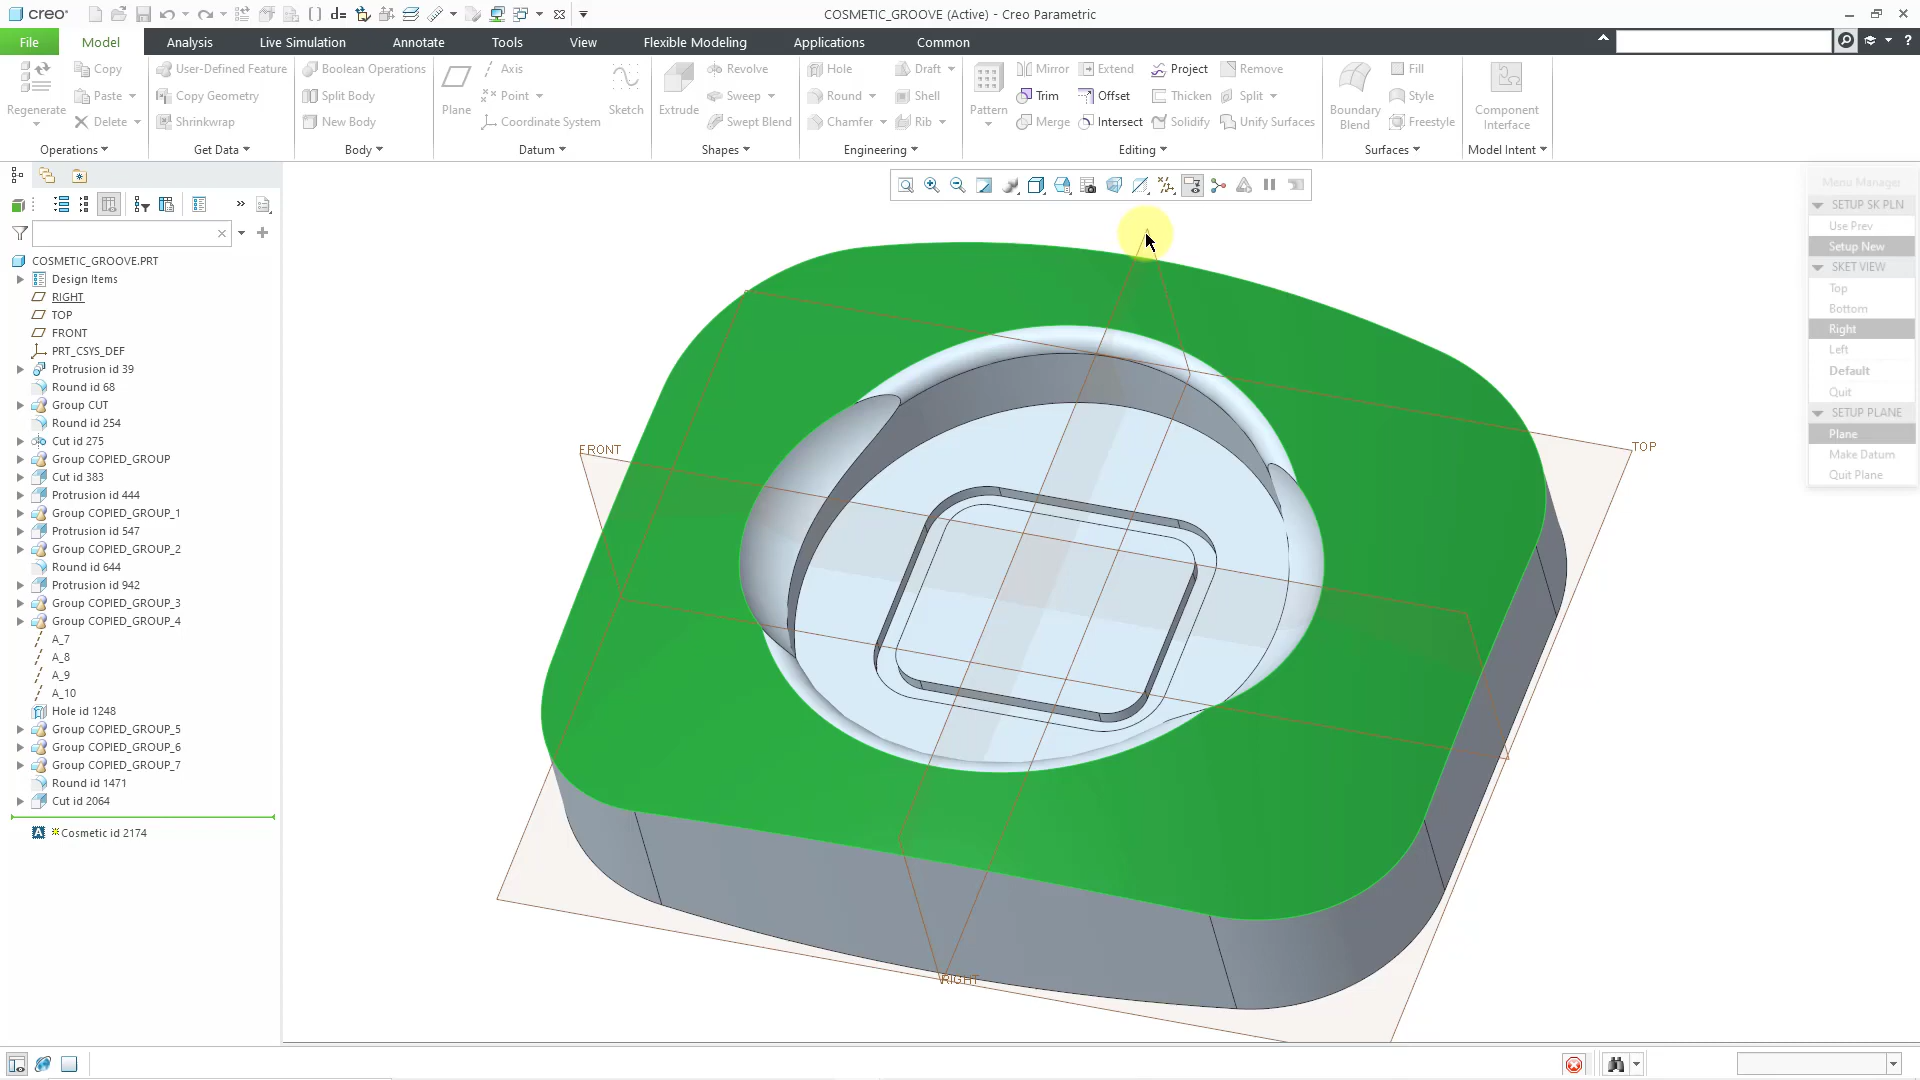 creo COSMETIC_GROOVE (Active) - Creo Parametric
File Model Analysis Live Simulation Annotate Tools View Flexible Modeling Applications Common
Regenerate Copy Paste Delete
User-Defined Feature Copy Geometry Shrinkwrap
Boolean Operations Split Body New Body
Plane Axis Point Coordinate System Sketch
Extrude Revolve Sweep Swept Blend
Hole Round Chamfer Draft Shell Rib
Pattern Mirror Trim Merge Extend Offset Intersect Project Thicken Solidify Remove Split Unify Surfaces
Boundary Blend Fill Style Freestyle
Component Interface
Operations Get Data Body Datum Shapes Engineering Editing Surfaces Model Intent
COSMETIC_GROOVE.PRT
Design Items
RIGHT
TOP
FRONT
PRT_CSYS_DEF
Protrusion id 39
Round id 68
Group CUT
Round id 254
Cut id 275
Group COPIED_GROUP
Cut id 383
Protrusion id 444
Group COPIED_GROUP_1
Protrusion id 547
Group COPIED_GROUP_2
Round id 644
Protrusion id 942
Group COPIED_GROUP_3
Group COPIED_GROUP_4
A_7
A_8
A_9
A_10
Hole id 1248
Group COPIED_GROUP_5
Group COPIED_GROUP_6
Group COPIED_GROUP_7
Round id 1471
Cut id 2064
Cosmetic id 2174
FRONT
TOP
RIGHT
Menu Manager
SETUP SK PLN
Use Prev
Setup New
SKET VIEW
Top
Bottom
Right
Left
Default
Quit
SETUP PLANE
Plane
Make Datum
Quit Plane